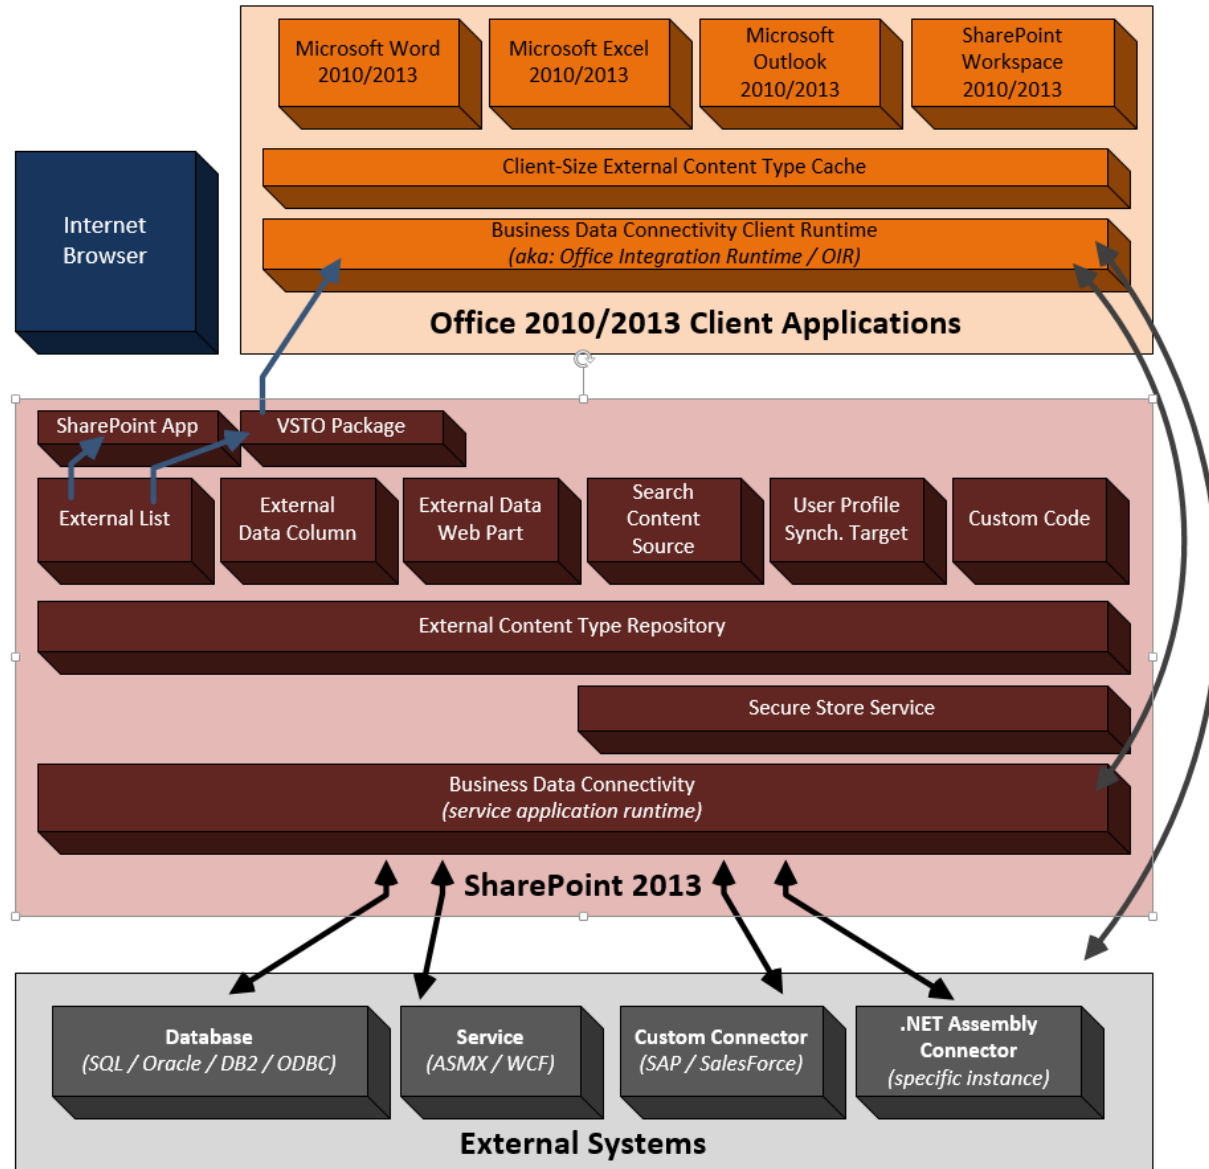 Microsoft Word
2010/2013
Microsoft Excel
2010/2013
Microsoft
Outlook
2010/2013
SharePoint
Workspace
2010/2013
Client-Size External Content Type Cache
Business Data Connectivity Client Runtime
(aka: Office Integration Runtime / OIR)
Office 2010/2013 Client Applications
Internet
Browser
SharePoint App
VSTO Package
External List
External
Data Column
External Data
Web Part
Search
Content
Source
User Profile
Synch. Target
Custom Code
External Content Type Repository
Secure Store Service
Business Data Connectivity
(service application runtime)
SharePoint 2013
Database
(SQL / Oracle / DB2 / ODBC)
Service
(ASMX / WCF)
Custom Connector
(SAP / SalesForce)
.NET Assembly
Connector
(specific instance)
External Systems